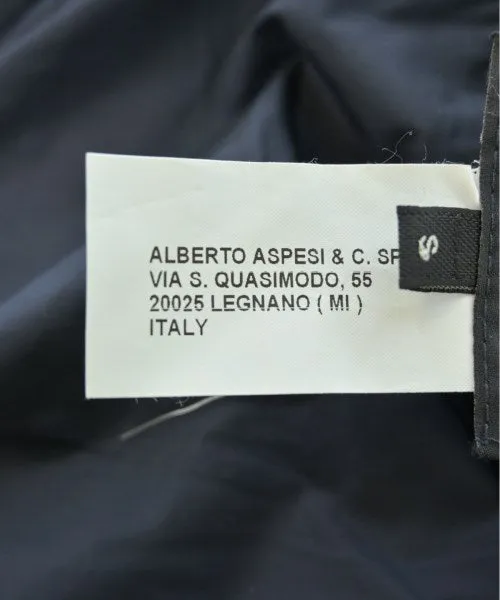 ALBERTO ASPESI & C. SP
VIA S. QUASIMODO, 55
20025 LEGNANO ( MI )
ITALY
S